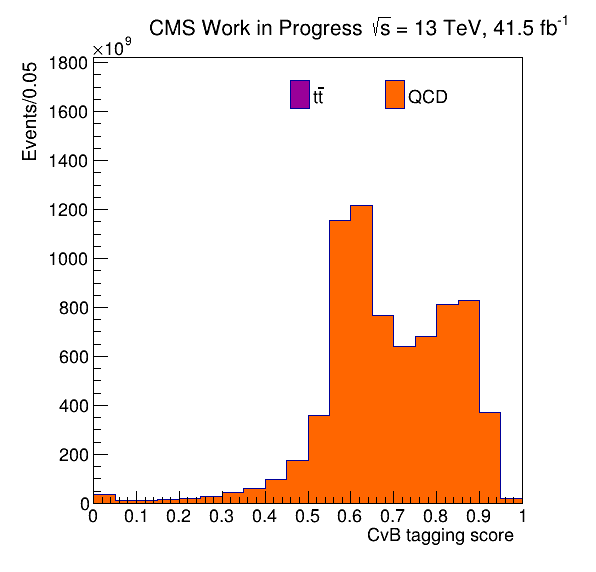 CMS Work in Progress √s = 13 TeV, 41.5 fb⁻¹
×10⁹
Events/0.05
1800
1600
1400
1200
1000
800
600
400
200
0
tt̄
QCD
0 0.1 0.2 0.3 0.4 0.5 0.6 0.7 0.8 0.9 1
CvB tagging score